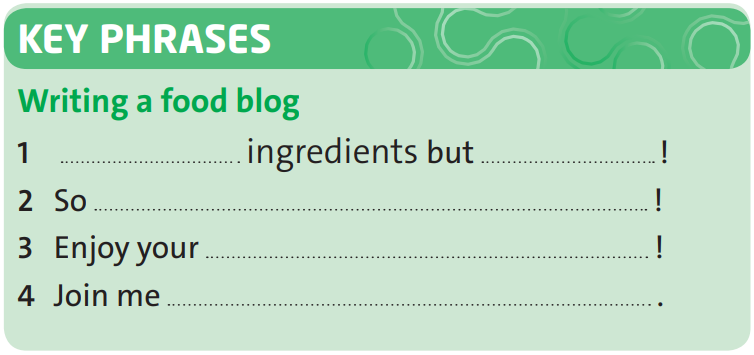 KEY PHRASES
Writing a food blog
1 .............................. ingredients but .............................. !
2 So ............................................................ !
3 Enjoy your ............................................................ !
4 Join me ............................................................ .